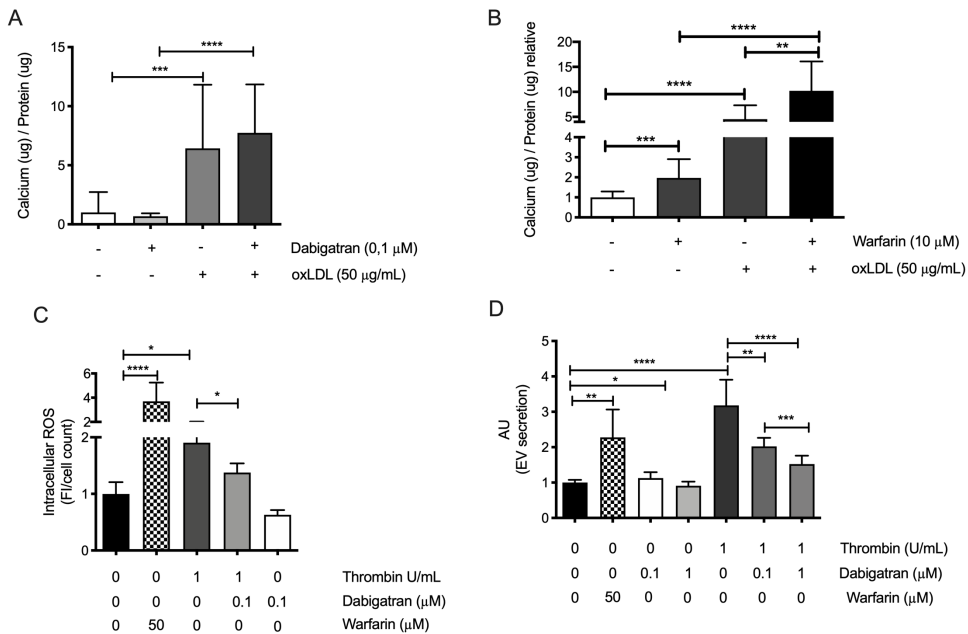 A
Calcium (ug) / Protein (ug)
15
10
5
0
***
****
- + - + Dabigatran (0,1 μM)
- - + + oxLDL (50 μg/mL)
B
Calcium (ug) / Protein (ug) relative
20
15
10
5
4
3
2
1
0
****
**
****
***
- + - + Warfarin (10 μM)
- - + + oxLDL (50 μg/mL)
C
Intracellular ROS
(FI/cell count)
6
4
2
2
1
0
*
****
*
0 0 1 1 0 Thrombin U/mL
0 0 0 0.1 0.1 Dabigatran (μM)
0 50 0 0 0 Warfarin (μM)
D
AU
(EV secretion)
5
4
3
2
1
0
****
****
*
**
**
***
0 0 0 0 1 1 1 Thrombin (U/mL)
0 0 0.1 1 0 0.1 1 Dabigatran (μM)
0 50 0 0 0 0 0 Warfarin (μM)